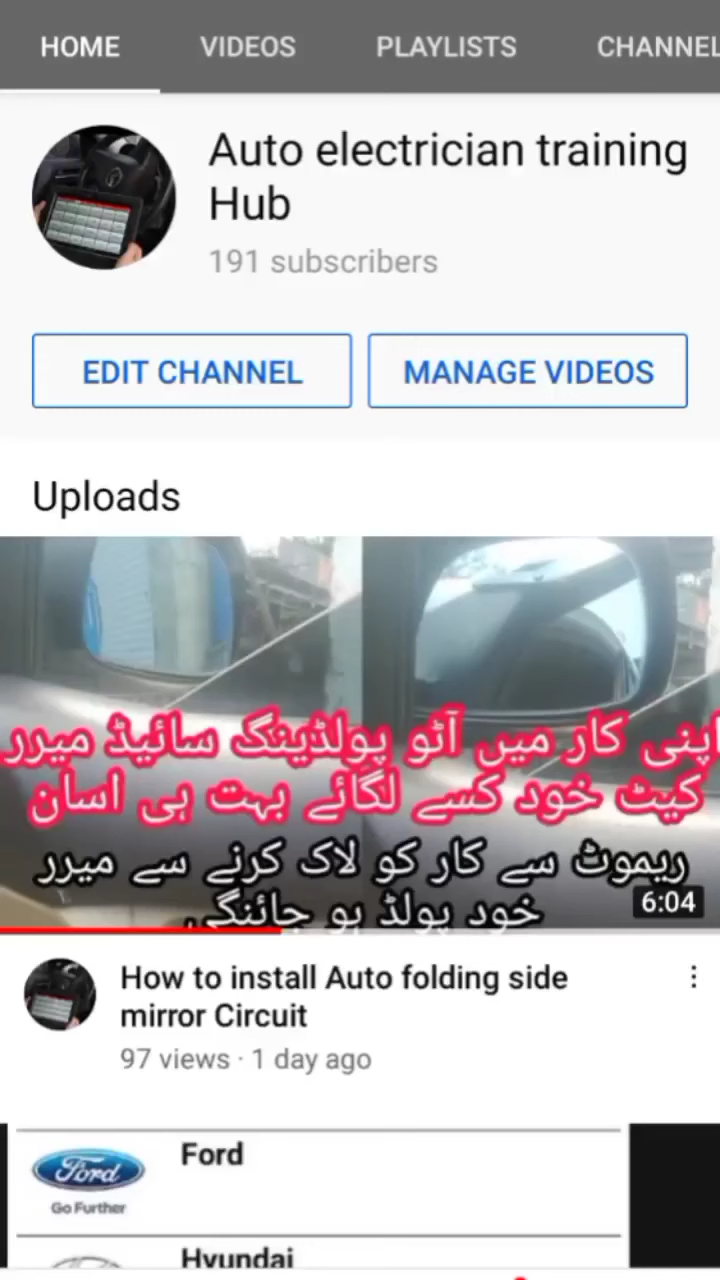 HOME VIDEOS PLAYLISTS CHANNEL
Auto electrician training
Hub
191 subscribers
EDIT CHANNEL MANAGE VIDEOS
Uploads
اپنی کار میں آٹو پولڈینگ سائیڈ میرر
کیٹ خود کسے لگائے بہت ہی اسان
ریموٹ سے کار کو لاک کرنے سے میرر
خود پولڈ ہو جائنگے
6:04
How to install Auto folding side
mirror Circuit
97 views · 1 day ago
Ford
Ford
Go Further
Hyundai